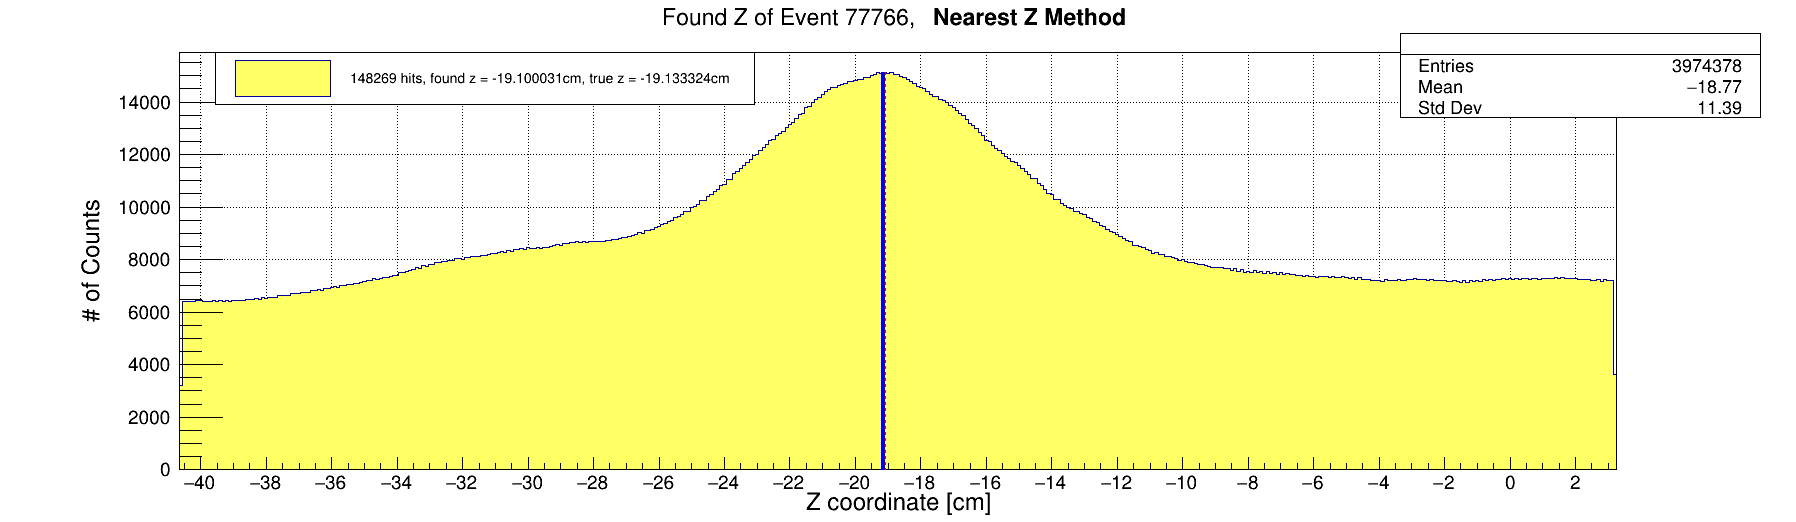 Found Z of Event 77766, Nearest Z Method
148269 hits, found z = -19.100031cm, true z = -19.133324cm
Entries 3974378
Mean −18.77
Std Dev 11.39
# of Counts
14000
12000
10000
8000
6000
4000
2000
0
−40 −38 −36 −34 −32 −30 −28 −26 −24 −22 −20 −18 −16 −14 −12 −10 −8 −6 −4 −2 0 2
Z coordinate [cm]